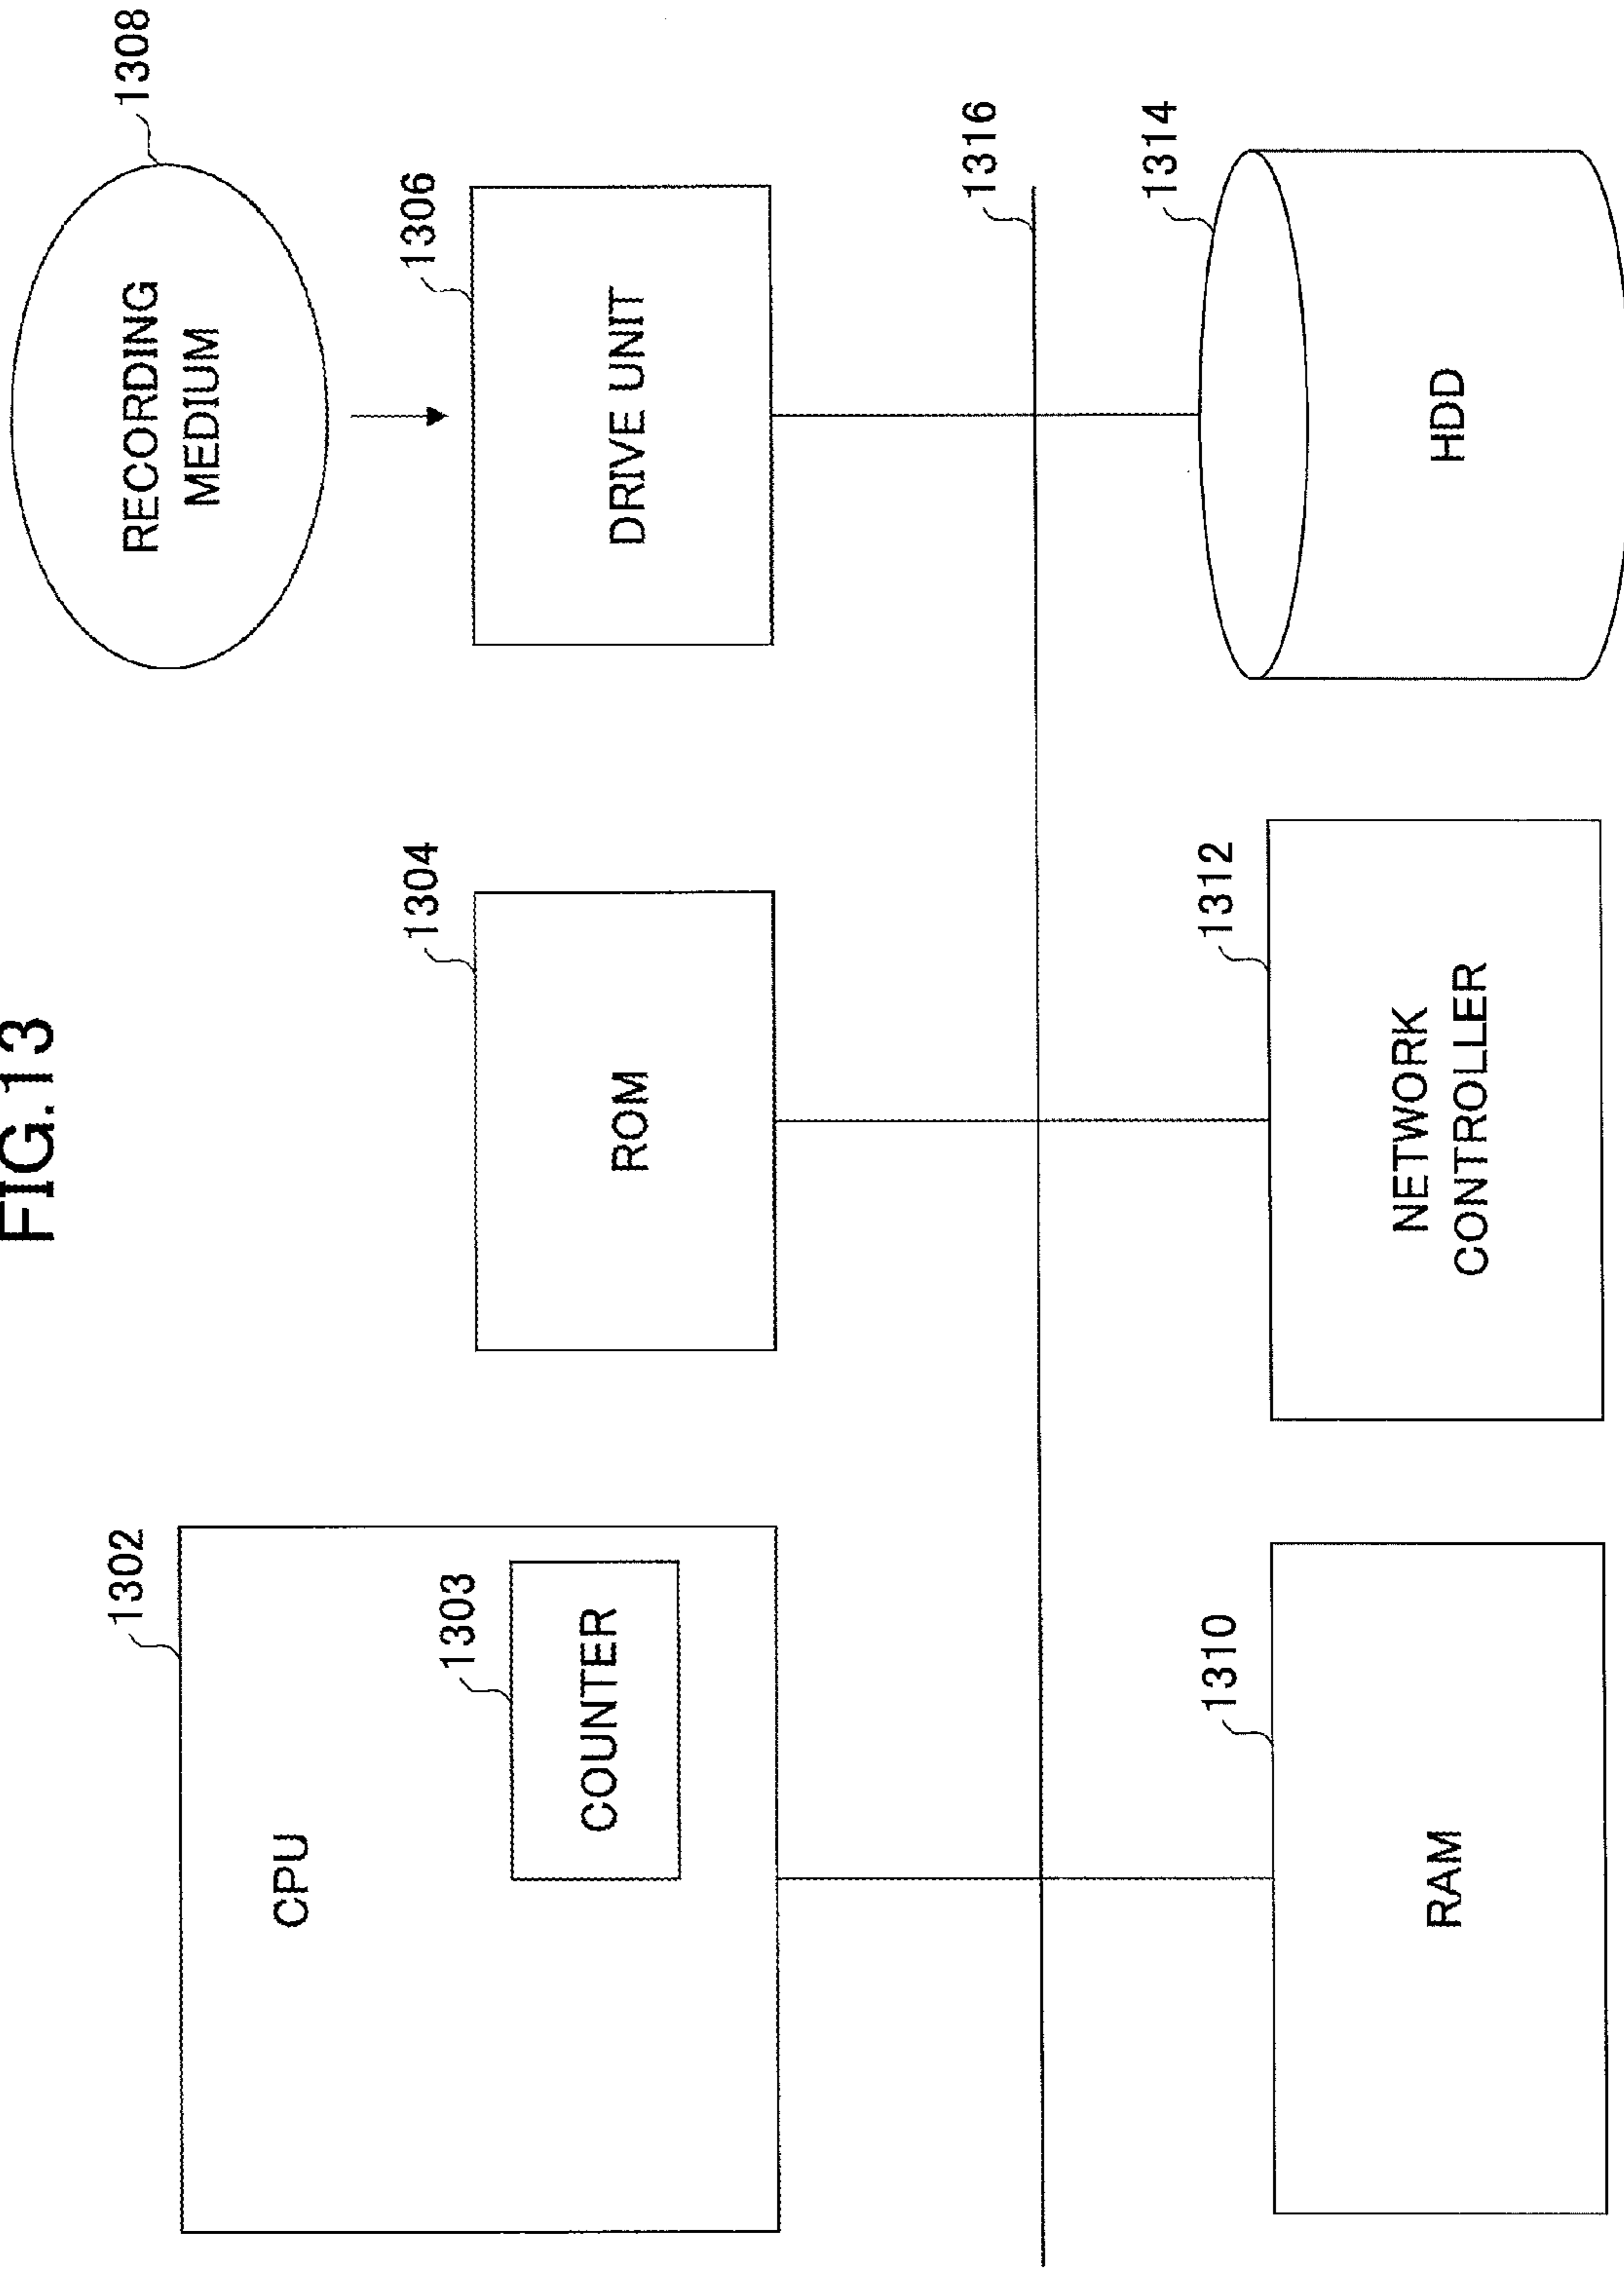 FIG.13
1302
CPU
1303
COUNTER
1304
ROM
1308
RECORDING
MEDIUM
1306
DRIVE UNIT
1316
1310
RAM
1312
NETWORK
CONTROLLER
1314
HDD